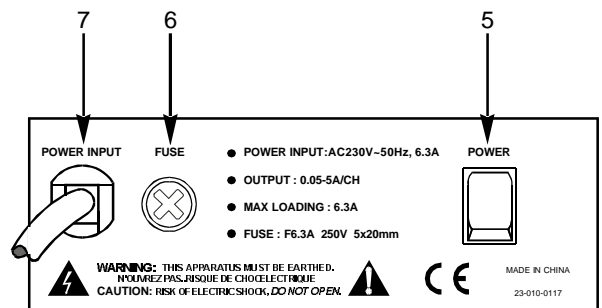 7 6 5
POWER INPUT FUSE POWER
● POWER INPUT:AC230V~50Hz, 6.3A
● OUTPUT : 0.05-5A/CH
● MAX LOADING : 6.3A
● FUSE : F6.3A 250V 5x20mm
WARNING: THIS APPARATUS MUST BE EARTHED.
N'OUVREZ PAS. RISQUE DE CHOC ELECTRIQUE
CAUTION: RISK OF ELECTRIC SHOCK, DO NOT OPEN.
CE
MADE IN CHINA
23-010-0117